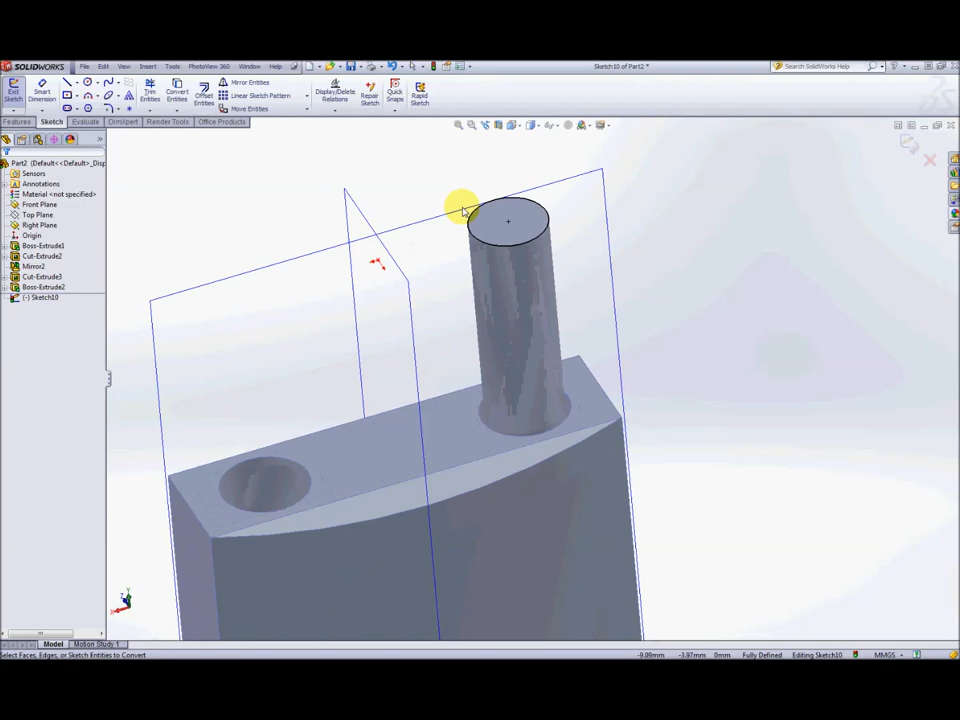 SOLIDWORKS File Edit View Insert Tools PhotoView 360 Window Help Sketch10 of Part2 * Search SolidWorks Help
Exit Sketch
Smart Dimension
Trim Entities
Convert Entities
Offset Entities
Mirror Entities
Linear Sketch Pattern
Move Entities
Display/Delete Relations
Repair Sketch
Quick Snaps
Rapid Sketch
Features Sketch Evaluate DimXpert Render Tools Office Products
Part2 (Default<<Default>_Disp
Sensors
Annotations
Material <not specified>
Front Plane
Top Plane
Right Plane
Origin
Boss-Extrude1
Cut-Extrude2
Mirror2
Cut-Extrude3
Boss-Extrude2
(-) Sketch10
Y
Z
X
Model Motion Study 1
Select Faces, Edges, or Sketch Entities to Convert -9.09mm -3.97mm 0mm Fully Defined Editing Sketch10 MMGS